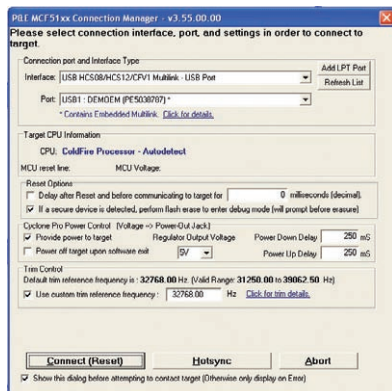 P&E MCF51xx Connection Manager - v3.55.00.00
Please select connection interface, port, and settings in order to connect to
target.
Connection port and Interface Type
Add LPT Port
Interface: USB HCS08/HCS12/CFV1 Multilink - USB Port
Refresh List
Port: USB1 : DEMOEM (PE5038787) *
* Contains Embedded Multilink. Click for details.
Target CPU Information
CPU: ColdFire Processor - Autodetect
MCU reset line: MCU Voltage:
Reset Options
Delay after Reset and before communicating to target for 0 milliseconds (decimal).
If a secure device is detected, perform flash erase to enter debug mode (will prompt before erasure)
Cyclone Pro Power Control (Voltage => Power-Out Jack)
Provide power to target Regulator Output Voltage Power Down Delay 250 mS
Power off target upon software exit 5V Power Up Delay 250 mS
Trim Control
Default trim reference frequency is : 32768.00 Hz. (Valid Range: 31250.00 to 39062.50 Hz)
Use custom trim reference frequency : 32768.00 Hz Click for trim details.
Connect (Reset) Hotsync Abort
Show this dialog before attempting to contact target (Otherwise only display on Error)